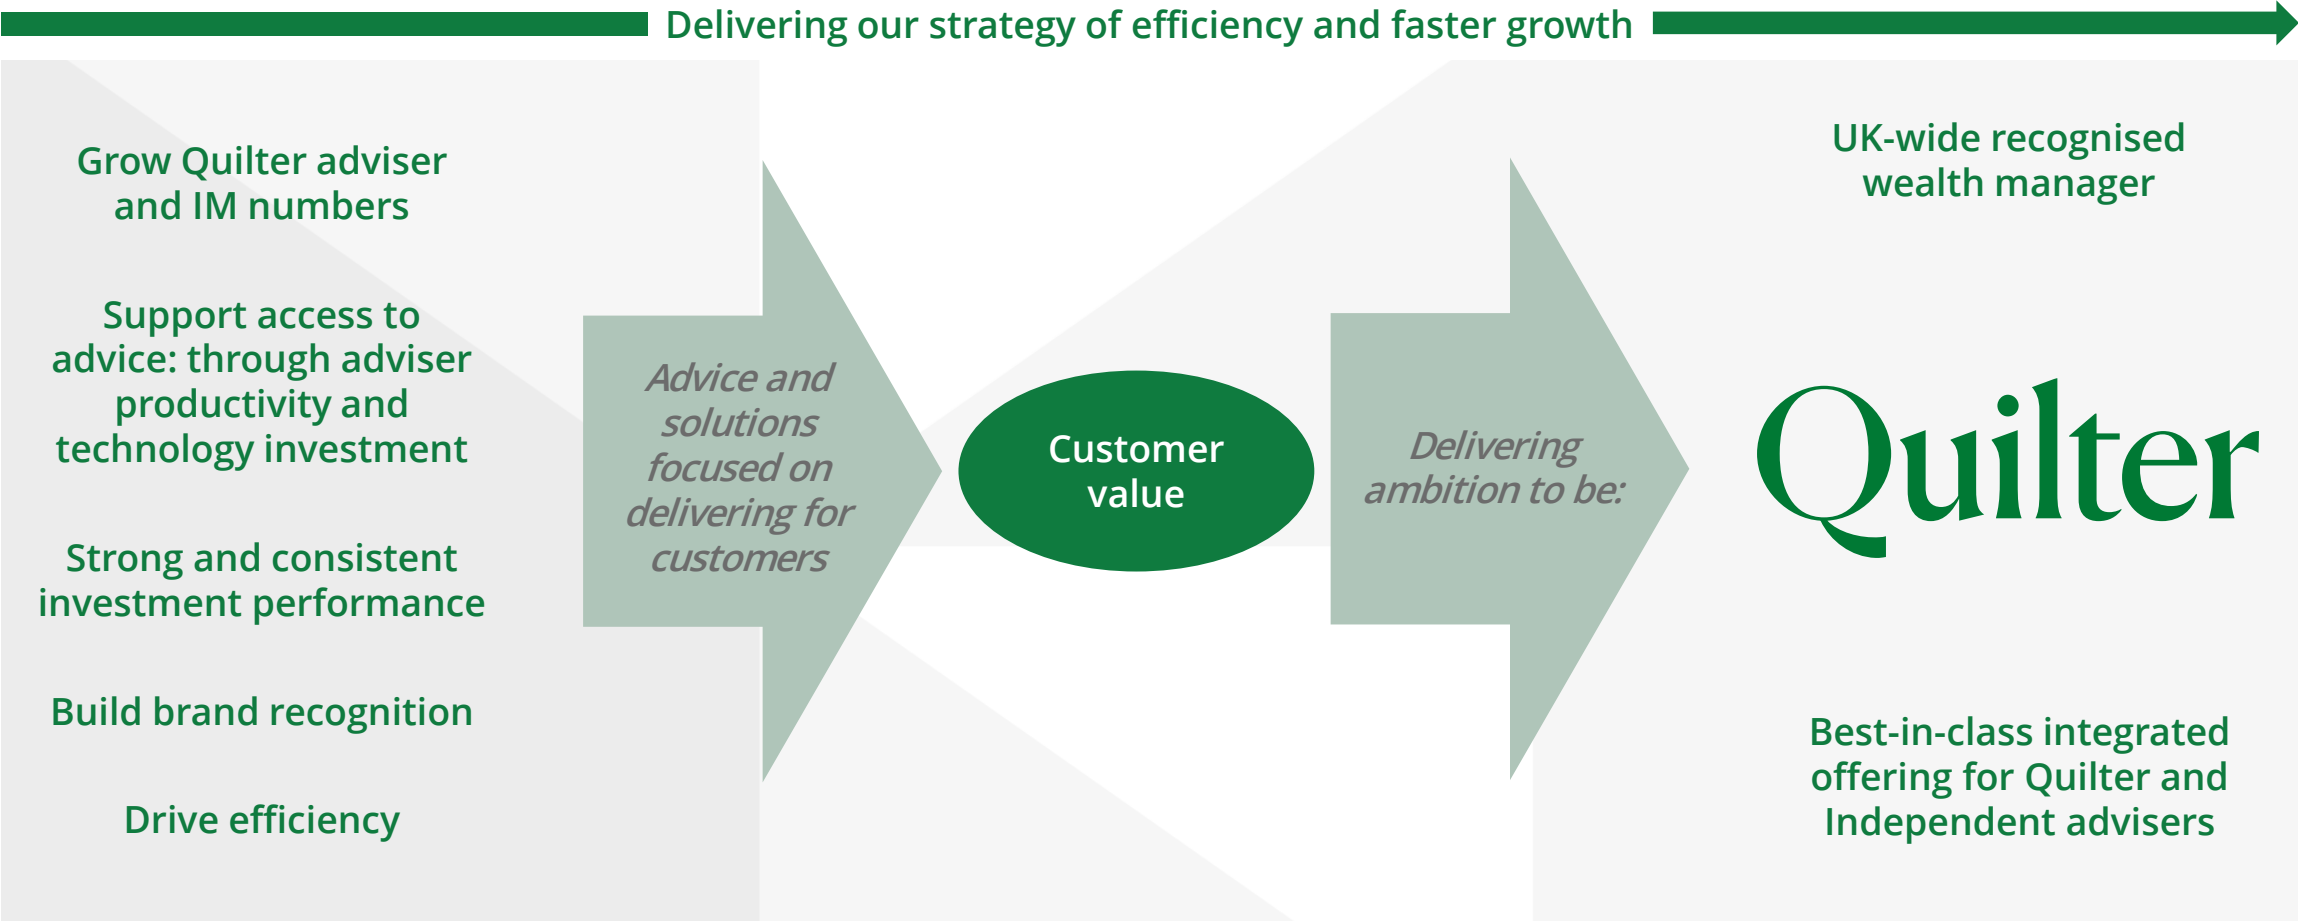 Delivering our strategy of efficiency and faster growth
Grow Quilter adviser
and IM numbers
Support access to
advice: through adviser
productivity and
technology investment
Strong and consistent
investment performance
Build brand recognition
Drive efficiency
Advice and
solutions
focused on
delivering for
customers
Customer
value
Delivering
ambition to be:
UK-wide recognised
wealth manager
Quilter
Best-in-class integrated
offering for Quilter and
Independent advisers